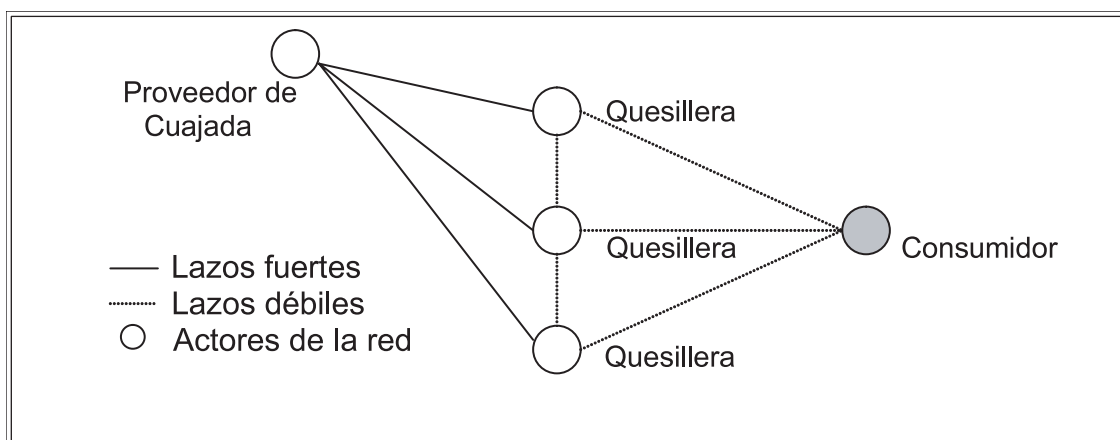 Proveedor de
Cuajada
Quesillera
Quesillera
Consumidor
Quesillera
Lazos fuertes
Lazos débiles
Actores de la red